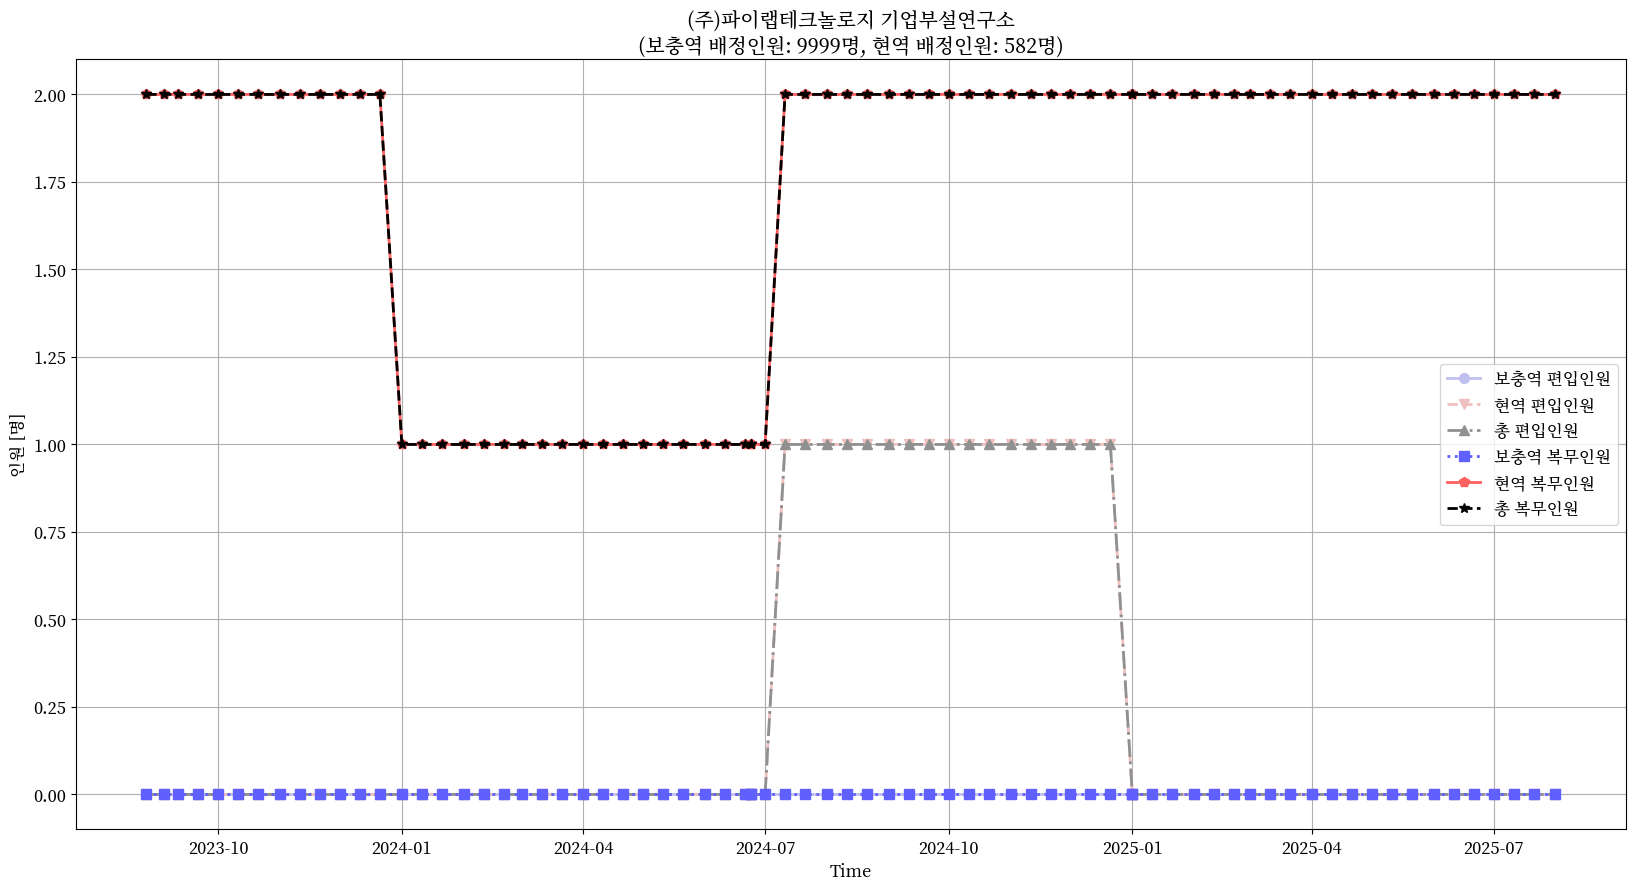 (주)파이랩테크놀로지 기업부설연구소
(보충역 배정인원: 9999명, 현역 배정인원: 582명)
인원 [명]
2.00
1.75
1.50
1.25
1.00
0.75
0.50
0.25
0.00
보충역 편입인원
현역 편입인원
총 편입인원
보충역 복무인원
현역 복무인원
총 복무인원
2023-10
2024-01
2024-04
2024-07
2024-10
2025-01
2025-04
2025-07
Time